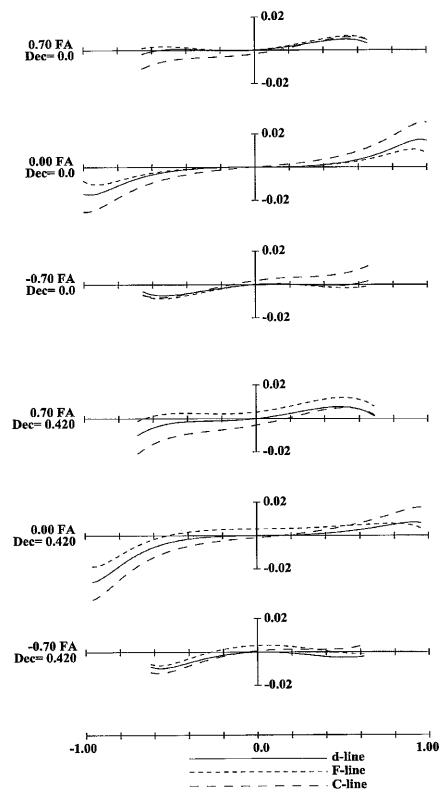 0.02
0.70 FA
Dec= 0.0
-0.02
0.02
0.00 FA
Dec= 0.0
-0.02
0.02
-0.70 FA
Dec= 0.0
-0.02
0.02
0.70 FA
Dec= 0.420
-0.02
0.02
0.00 FA
Dec= 0.420
-0.02
0.02
-0.70 FA
Dec= 0.420
-0.02
-1.00 0.0 1.00
d-line
F-line
C-line